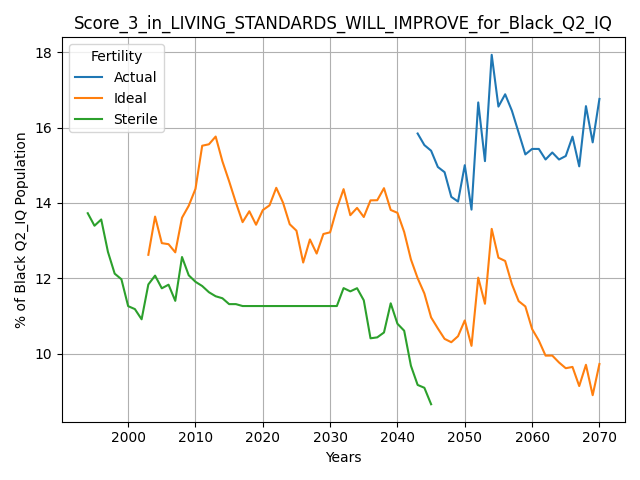 Score_3_in_LIVING_STANDARDS_WILL_IMPROVE_for_Black_Q2_IQ
Fertility
Actual
Ideal
Sterile
% of Black Q2_IQ Population
18
16
14
12
10
2000 2010 2020 2030 2040 2050 2060 2070
Years